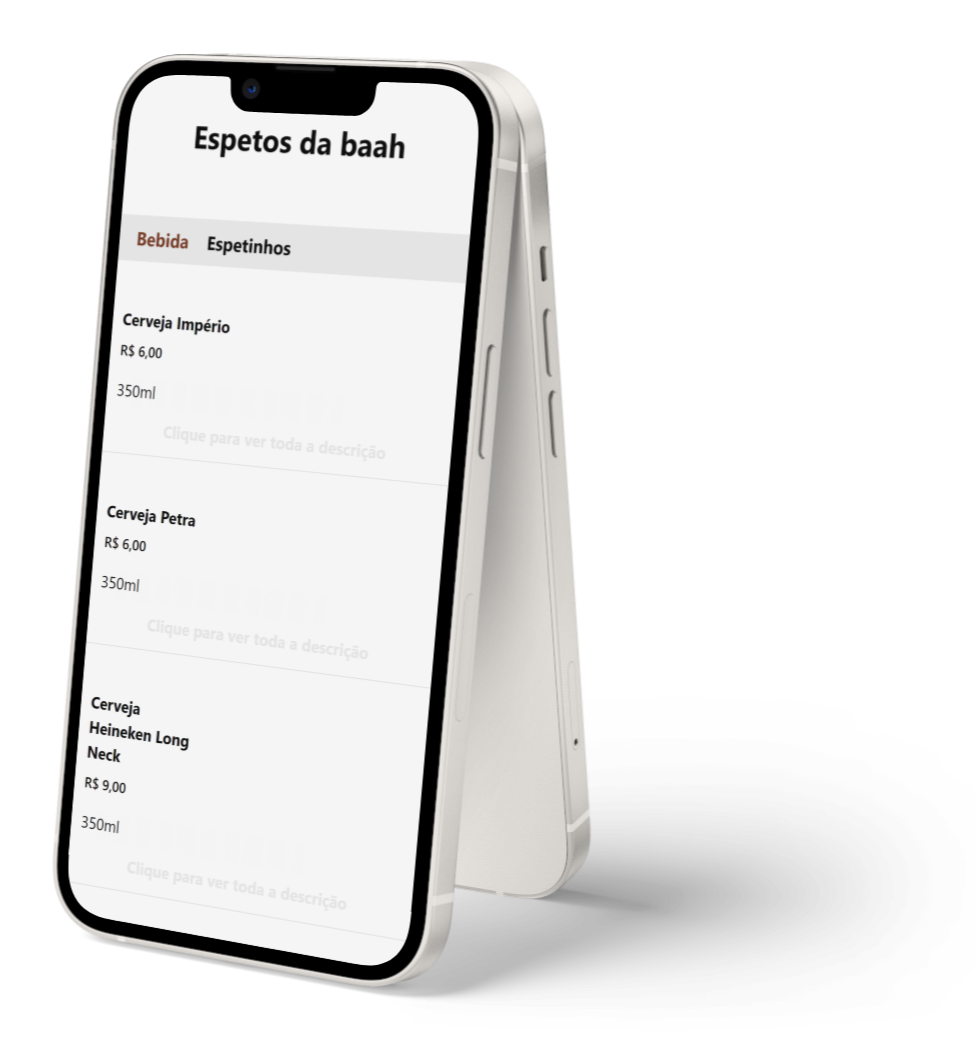 Espetos da baah
Bebida Espetinhos
Cerveja Império
R$ 6,00
350ml
Clique para ver toda a descrição
Cerveja Petra
R$ 6,00
350ml
Clique para ver toda a descrição
Cerveja
Heineken Long
Neck
R$ 9,00
350ml
Clique para ver toda a descrição